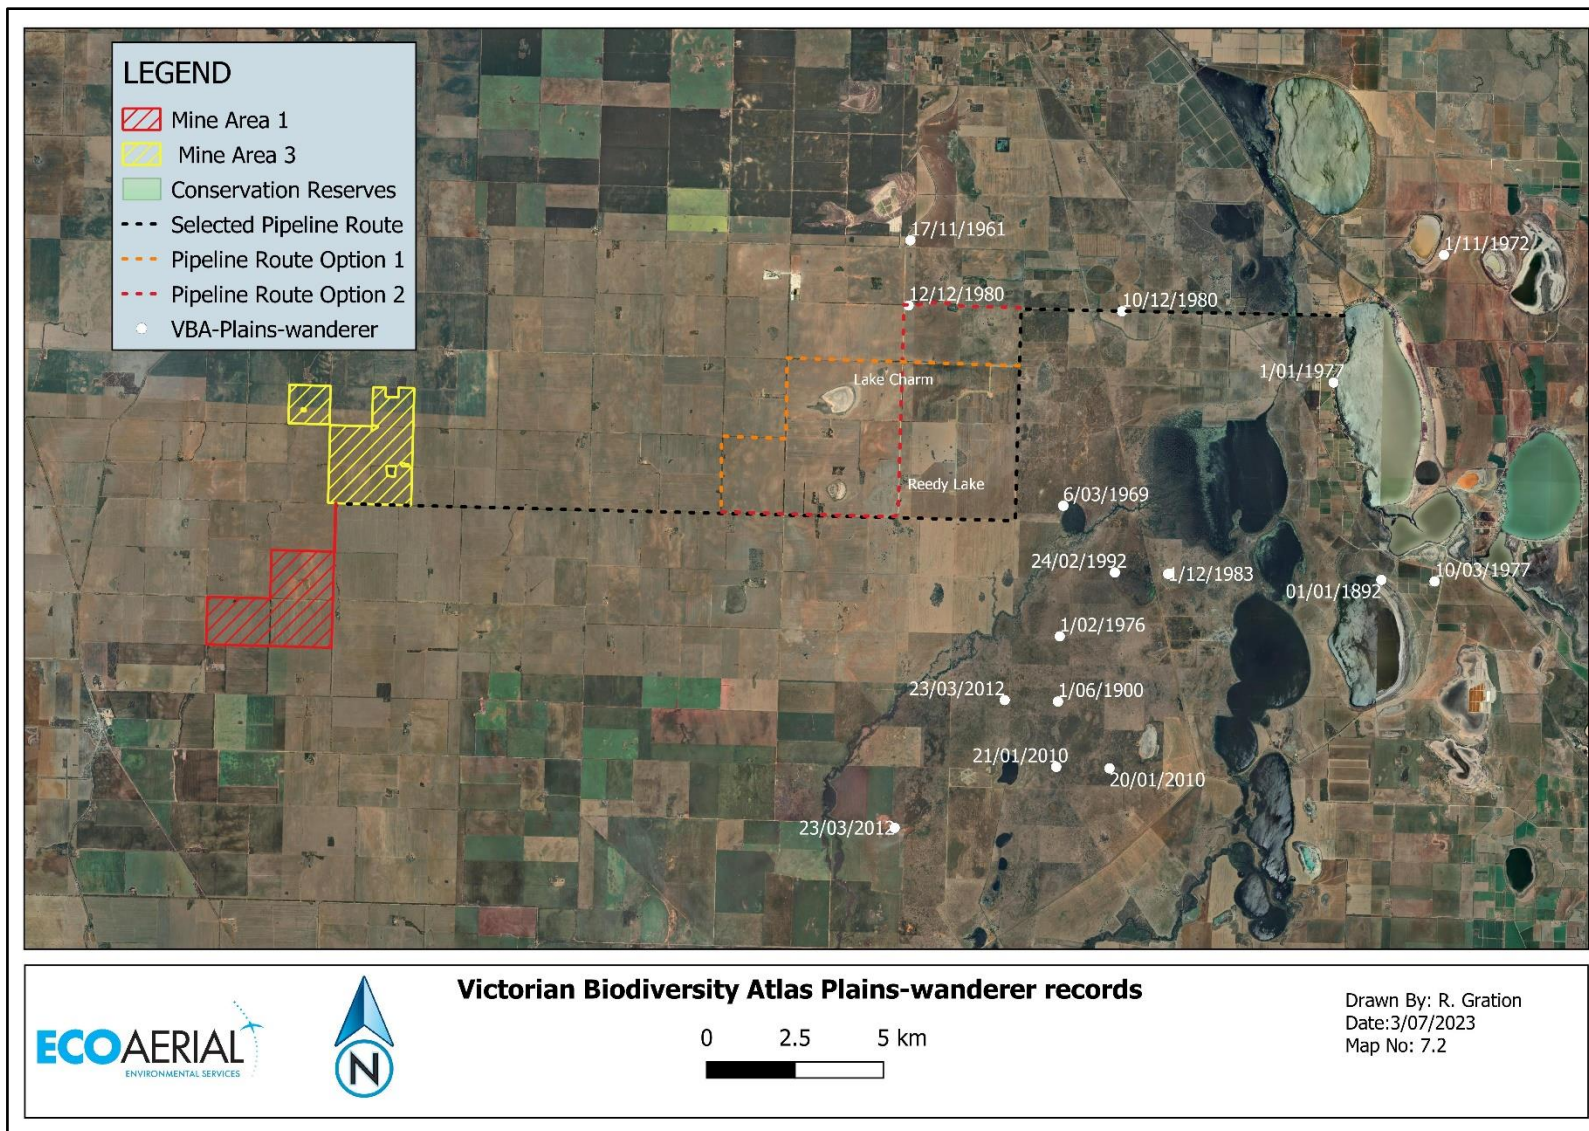 LEGEND
Mine Area 1
Mine Area 3
Conservation Reserves
Selected Pipeline Route
Pipeline Route Option 1
Pipeline Route Option 2
VBA-Plains-wanderer
17/11/1961
1/11/1972
12/12/1980
10/12/1980
1/01/1977
Lake Charm
Reedy Lake
6/03/1969
24/02/1992
1/12/1983
01/01/1892
10/03/1977
1/02/1976
23/03/2012
1/06/1900
21/01/2010
20/01/2010
23/03/2012
ECOAERIAL
ENVIRONMENTAL SERVICES
N
Victorian Biodiversity Atlas Plains-wanderer records
0 2.5 5 km
Drawn By: R. Gration
Date:3/07/2023
Map No: 7.2